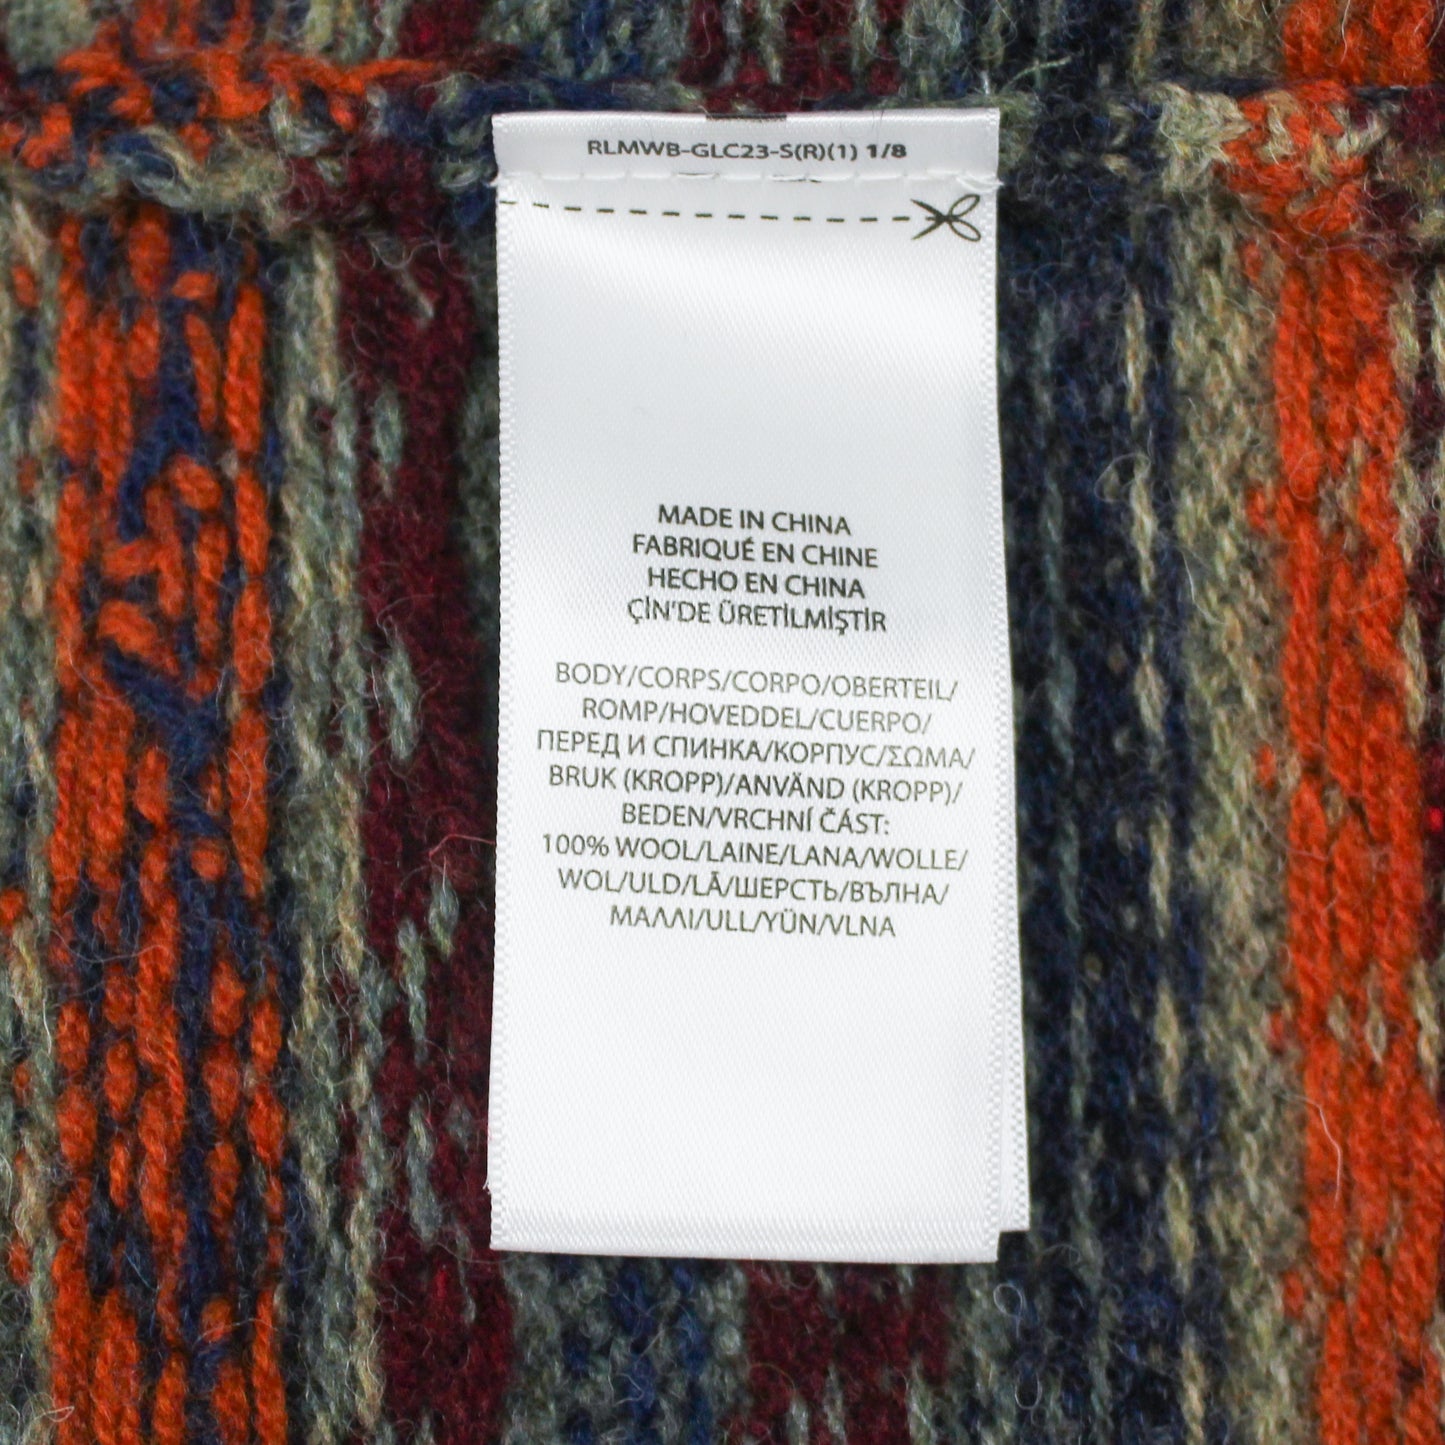 RLMWB-GLC23-S(R)(1) 1/8
MADE IN CHINA
FABRIQUÉ EN CHINE
HECHO EN CHINA
ÇİN'DE ÜRETİLMİŞTİR
BODY/CORPS/CORPO/OBERTEIL/
ROMP/HOVEDDEL/CUERPO/
ПЕРЕД И СПИНКА/КОРПУС/ΣΩΜΑ/
BRUK (KROPP)/ANVÄND (KROPP)/
BEDEN/VRCHNÍ ČÁST:
100% WOOL/LAINE/LANA/WOLLE/
WOL/ULD/LÃ/ШЕРСТЬ/ВЪЛНА/
ΜΑΛΛΙ/ULL/YÜN/VLNA